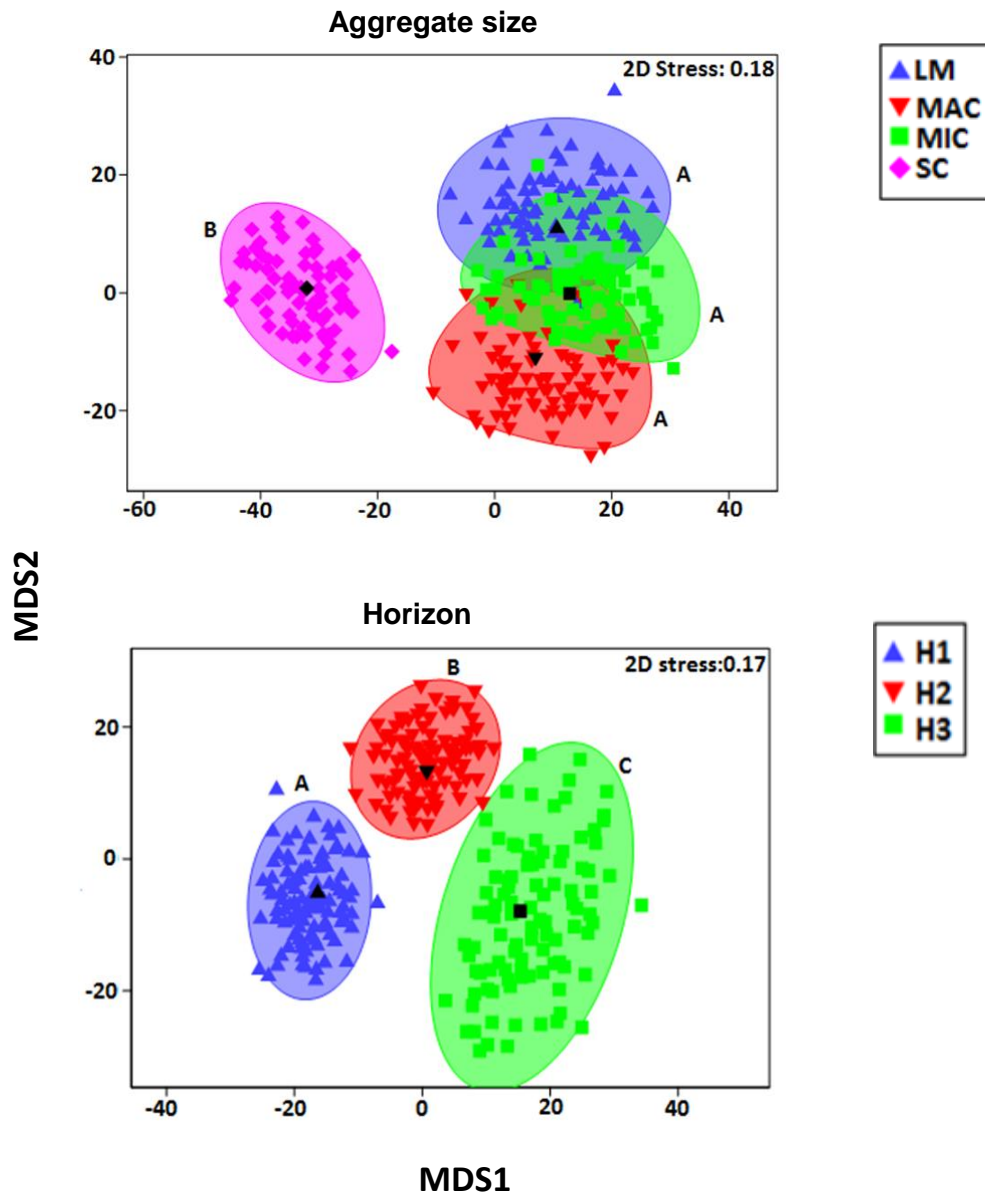 Aggregate size
2D Stress: 0.18
40
20
0
-20
-60
-40
-20
0
20
40
A
B
A
A
LM
MAC
MIC
SC
MDS2
Horizon
2D stress:0.17
20
0
-20
-40
-20
0
20
40
B
A
C
H1
H2
H3
MDS1